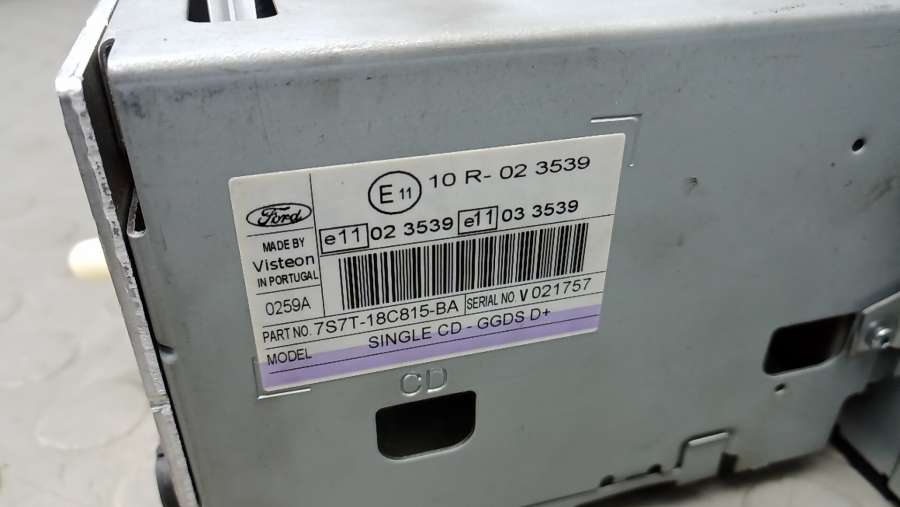 E 11 10 R- 02 3539
Ford
e11 02 3539 e11 03 3539
MADE BY
Visteon
IN PORTUGAL
0259A
PART NO. 7S7T-18C815-BA SERIAL NO. V 021757
MODEL SINGLE CD - GGDS D+
CD